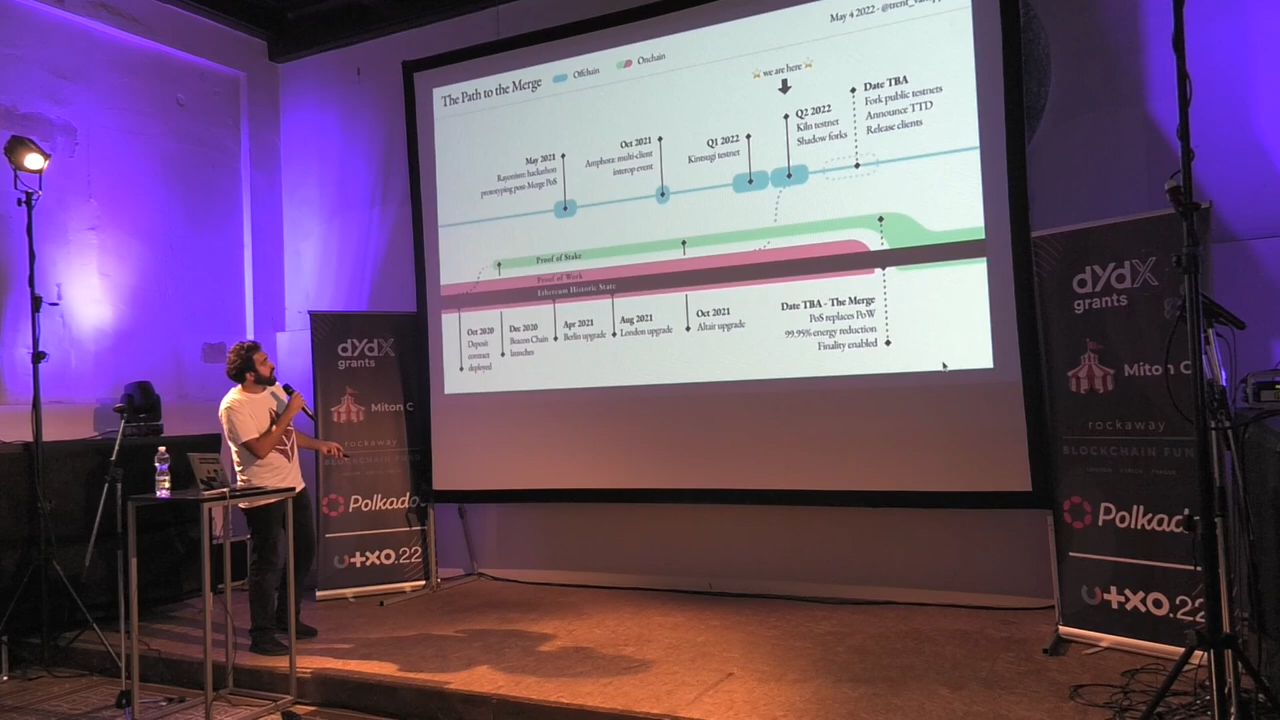 May 4 2022 -
The Path to the Merge
Offchain
Onchain
we are here
May 2021
Rayonism: hackathon
prototyping post-Merge PoS
Oct 2021
Amphora: multi-client
interop event
Q1 2022
Kintsugi testnet
Q2 2022
Kiln testnet
Shadow forks
Date TBA
Fork public testnets
Announce TTD
Release clients
Proof of Stake
Proof of Work
Ethereum Historic State
Oct 2020
Deposit
contract
deployed
Dec 2020
Beacon Chain
launches
Apr 2021
Berlin upgrade
Aug 2021
London upgrade
Oct 2021
Altair upgrade
Date TBA - The Merge
PoS replaces PoW
99.95% energy reduction
Finality enabled
dYdX
grants
Miton C
rockaway
BLOCKCHAIN FUN
Polkado
UTXO.22
dYdX
grants
Miton C
rockaway
BLOCKCHAIN FUN
Polkad
UTXO.22